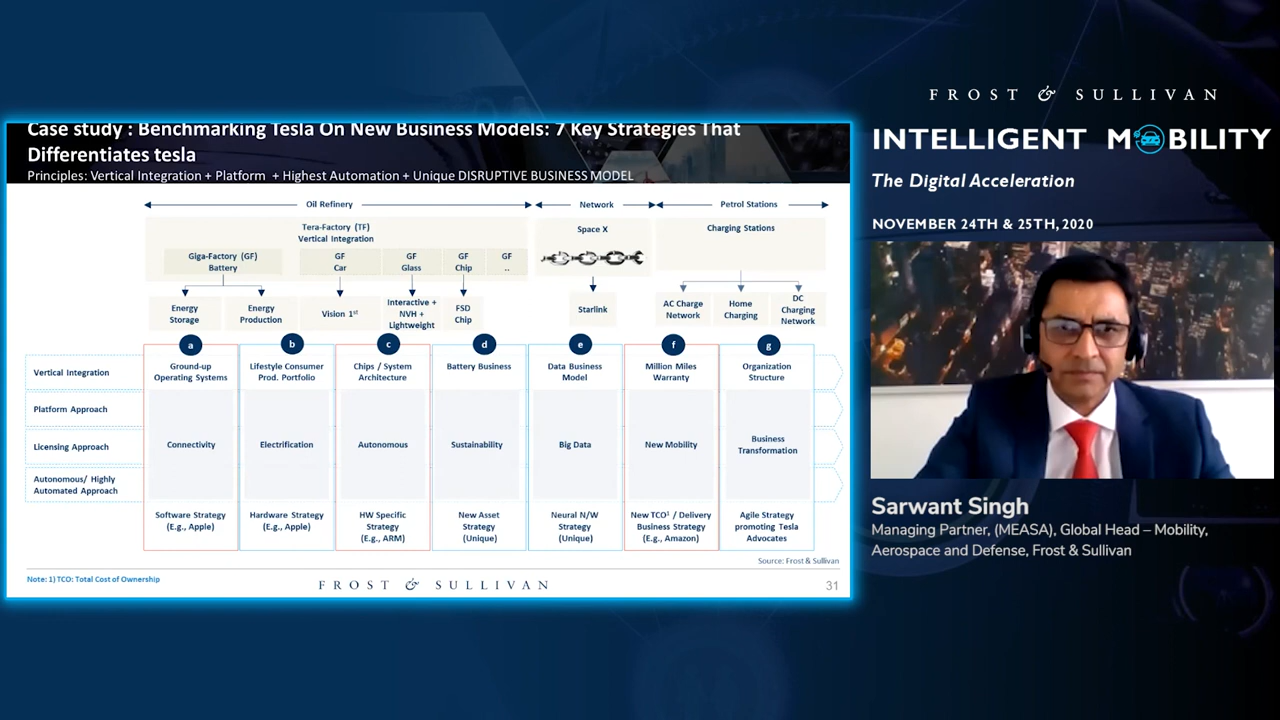 Case study : Benchmarking Tesla On New Business Models: 7 Key Strategies That
Differentiates tesla
Principles: Vertical Integration + Platform + Highest Automation + Unique DISRUPTIVE BUSINESS MODEL
Oil Refinery
Network
Petrol Stations
Tera-Factory (TF)
Vertical Integration
Space X
Charging Stations
Giga-Factory (GF)
Battery
GF
Car
GF
Glass
GF
Chip
GF
..
Energy
Storage
Energy
Production
Vision 1st
Interactive +
NVH +
Lightweight
FSD
Chip
Starlink
AC Charge
Network
Home
Charging
DC
Charging
Network
a
b
c
d
e
f
g
Vertical Integration
Ground-up
Operating Systems
Lifestyle Consumer
Prod. Portfolio
Chips / System
Architecture
Battery Business
Data Business
Model
Million Miles
Warranty
Organization
Structure
Platform Approach
Licensing Approach
Connectivity
Electrification
Autonomous
Sustainability
Big Data
New Mobility
Business
Transformation
Autonomous/ Highly
Automated Approach
Software Strategy
(E.g., Apple)
Hardware Strategy
(E.g., Apple)
HW Specific
Strategy
(E.g., ARM)
New Asset
Strategy
(Unique)
Neural N/W
Strategy
(Unique)
New TCO1 / Delivery
Business Strategy
(E.g., Amazon)
Agile Strategy
promoting Tesla
Advocates
Source: Frost & Sullivan
Note: 1) TCO: Total Cost of Ownership
FROST & SULLIVAN
31
FROST & SULLIVAN
INTELLIGENT MOBILITY
The Digital Acceleration
NOVEMBER 24TH & 25TH, 2020
Sarwant Singh
Managing Partner, (MEASA), Global Head – Mobility,
Aerospace and Defense, Frost & Sullivan